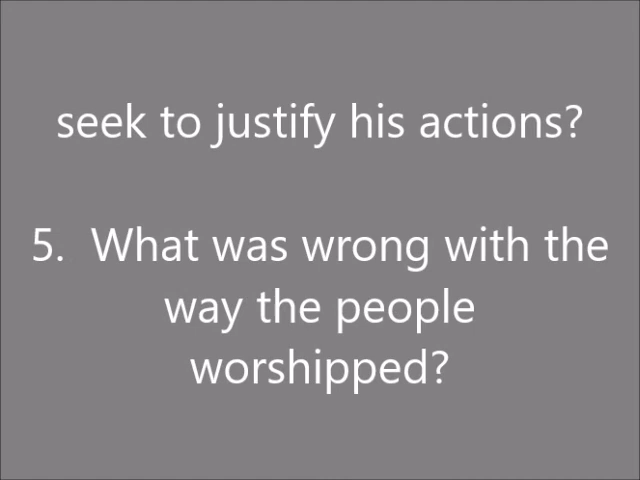 seek to justify his actions?
5. What was wrong with the
way the people
worshipped?